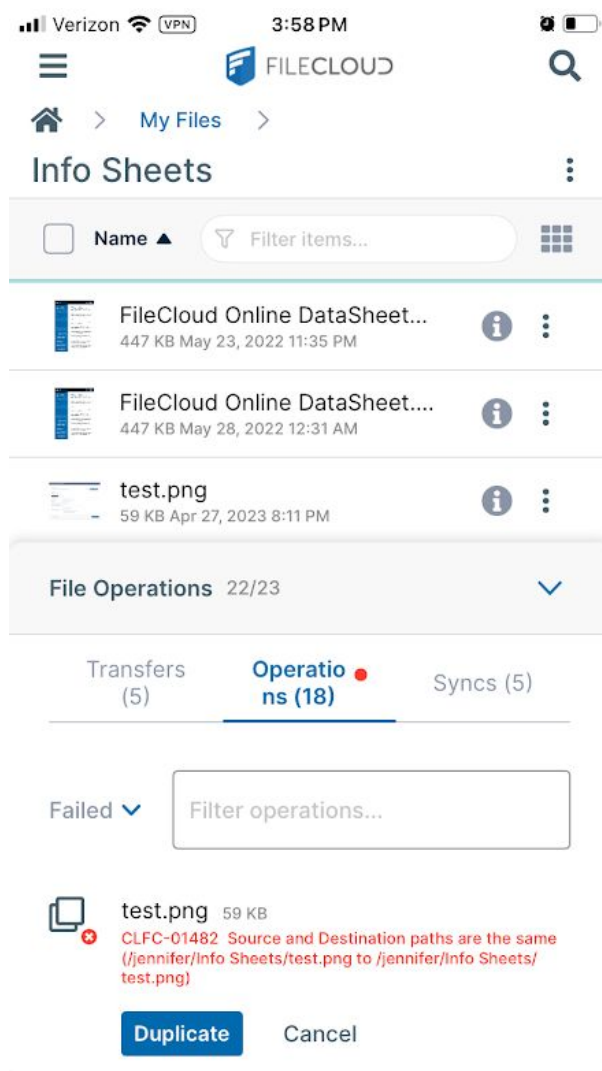 Verizon VPN 3:58 PM
FILECLOUD
> My Files >
Info Sheets
Name ▲ Filter items...
FileCloud Online DataSheet...
447 KB May 23, 2022 11:35 PM
FileCloud Online DataSheet....
447 KB May 28, 2022 12:31 AM
test.png
59 KB Apr 27, 2023 8:11 PM
File Operations 22/23
Transfers
(5)
Operatio
ns (18)
Syncs (5)
Failed Filter operations...
test.png 59 KB
CLFC-01482 Source and Destination paths are the same
(/jennifer/Info Sheets/test.png to /jennifer/Info Sheets/
test.png)
Duplicate Cancel